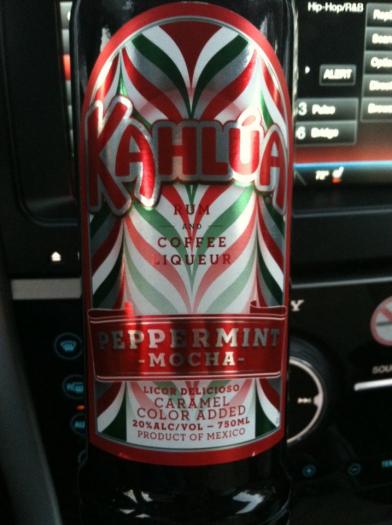 Hip-Hop/R&B
ALERT
3 Pulse
6 Bridge
72°
KAHLÚA
RUM
AND
COFFEE
LIQUEUR
PEPPERMINT
-MOCHA-
LICOR DELICIOSO
CARAMEL
COLOR ADDED
20%ALC/VOL – 750ML
PRODUCT OF MEXICO